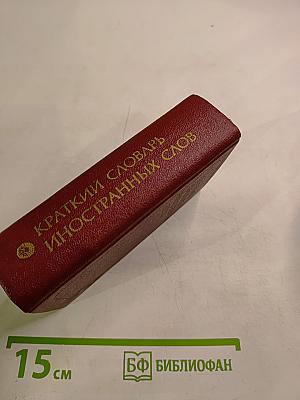 КРАТКИЙ СЛОВАРЬ
ИНОСТРАННЫХ СЛОВ
15 см
БФ БИБЛИОФАН